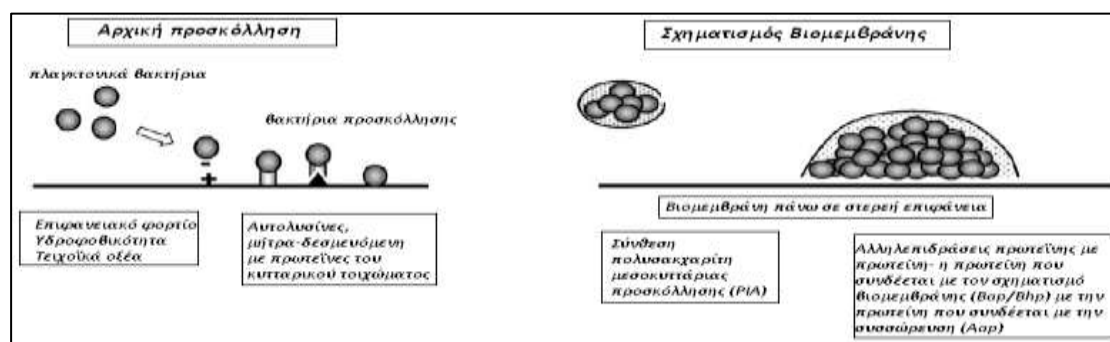 Αρχική προσκόλληση
πλαγκτονικά βακτήρια
βακτήρια προσκόλλησης
-
+
Επιφανειακό φορτίο
Υδροφοβικότητα
Τειχοϊκά οξέα
Αυτολυσίνες,
μήτρα-δεσμευόμενη
με πρωτεΐνες του
κυτταρικού τοιχώματος
Σχηματισμός Βιομεμβράνης
Βιομεμβράνη πάνω σε στερεή επιφάνεια
Σύνθεση
πολυσακχαρίτη
μεσοκυττάριας
προσκόλλησης (PIA)
Αλληλεπιδράσεις πρωτεΐνης με
πρωτεΐνη- η πρωτεΐνη που
συνδέεται με τον σχηματισμό
βιομεμβράνης (Bap/Bhp) με την
πρωτεΐνη που συνδέεται με την
συσσώρευση (Aap)